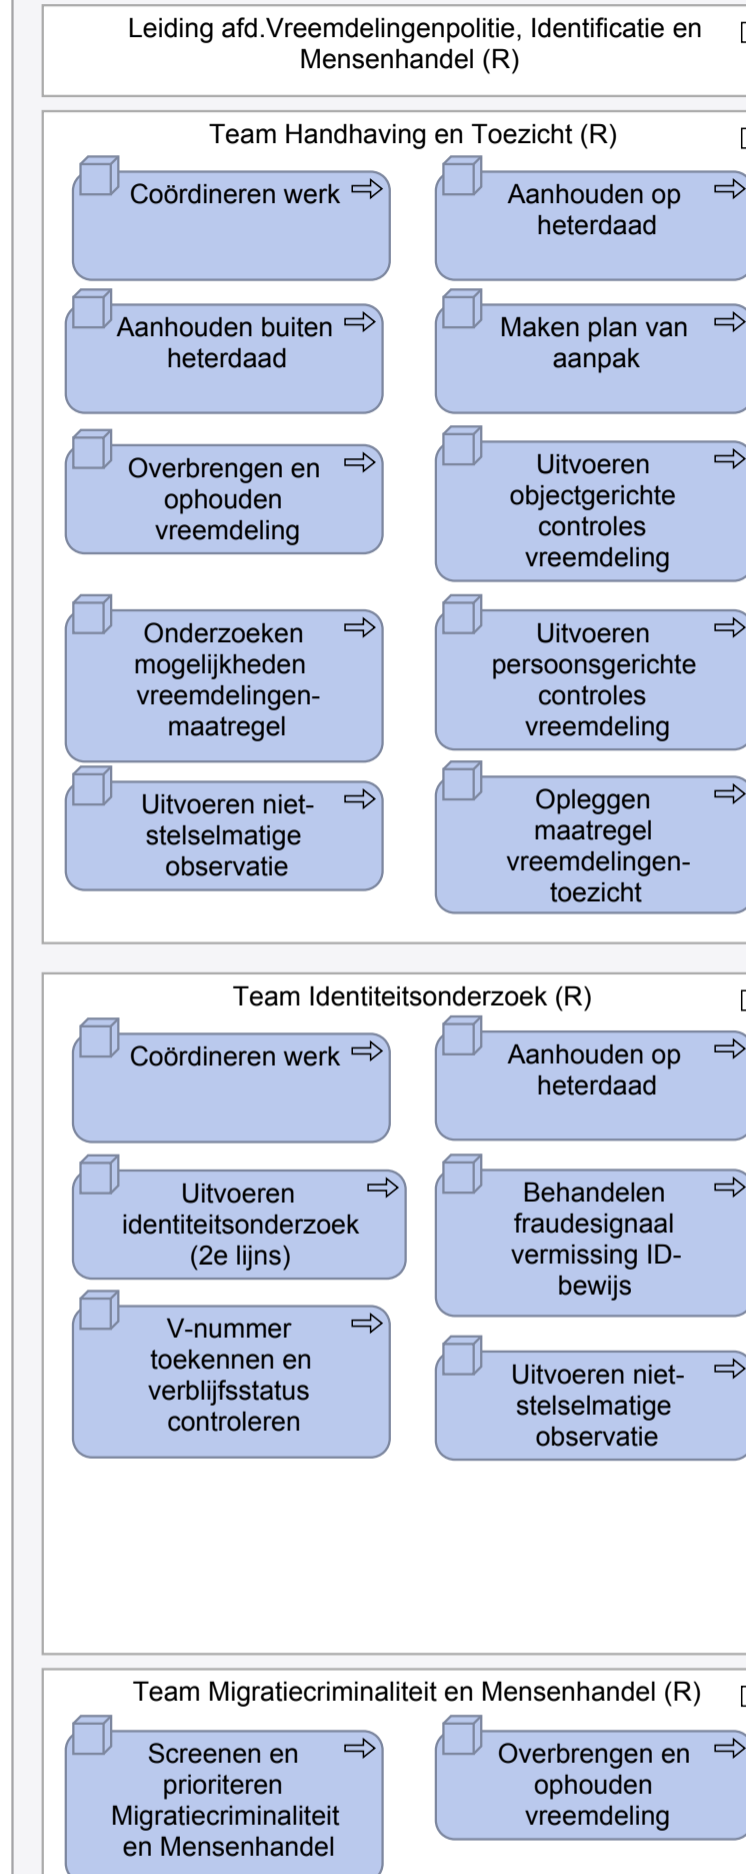 Leiding afd.Vreemdelingenpolitie, Identificatie en
Mensenhandel (R)
Team Handhaving en Toezicht (R)
Coördineren werk
Aanhouden op
heterdaad
Aanhouden buiten
heterdaad
Maken plan van
aanpak
Overbrengen en
ophouden
vreemdeling
Uitvoeren
objectgerichte
controles
vreemdeling
Onderzoeken
mogelijkheden
vreemdelingen-
maatregel
Uitvoeren
persoonsgerichte
controles
vreemdeling
Uitvoeren niet-
stelselmatige
observatie
Opleggen
maatregel
vreemdelingen-
toezicht
Team Identiteitsonderzoek (R)
Coördineren werk
Aanhouden op
heterdaad
Uitvoeren
identiteitsonderzoek
(2e lijns)
Behandelen
fraudesignaal
vermissing ID-
bewijs
V-nummer
toekennen en
verblijfsstatus
controleren
Uitvoeren niet-
stelselmatige
observatie
Team Migratiecriminaliteit en Mensenhandel (R)
Screenen en
prioriteren
Migratiecriminaliteit
en Mensenhandel
Overbrengen en
ophouden
vreemdeling